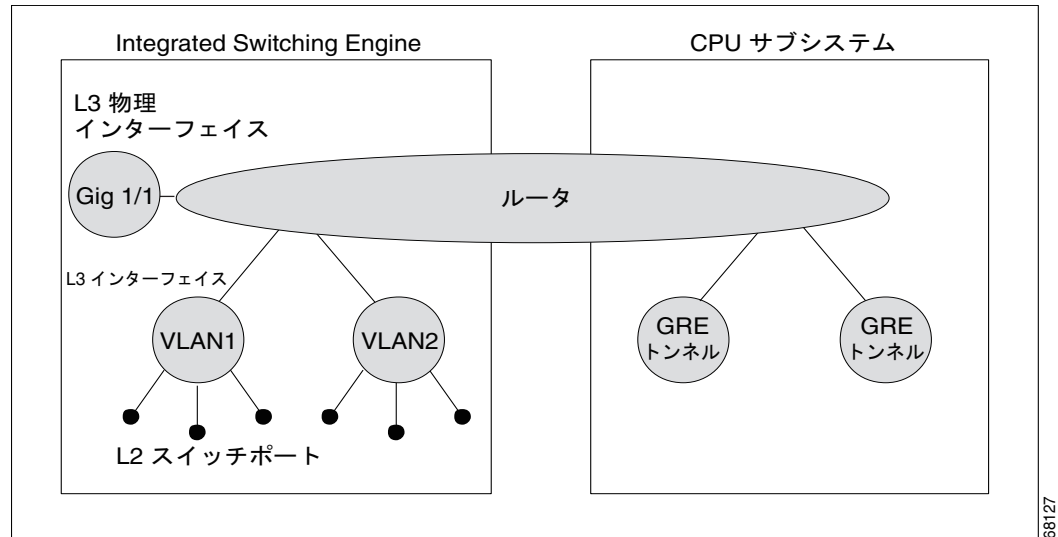 Integrated Switching Engine
CPU サブシステム
L3 物理
インターフェイス
Gig 1/1
ルータ
L3 インターフェイス
VLAN1
VLAN2
GRE
トンネル
GRE
トンネル
L2 スイッチポート
68127